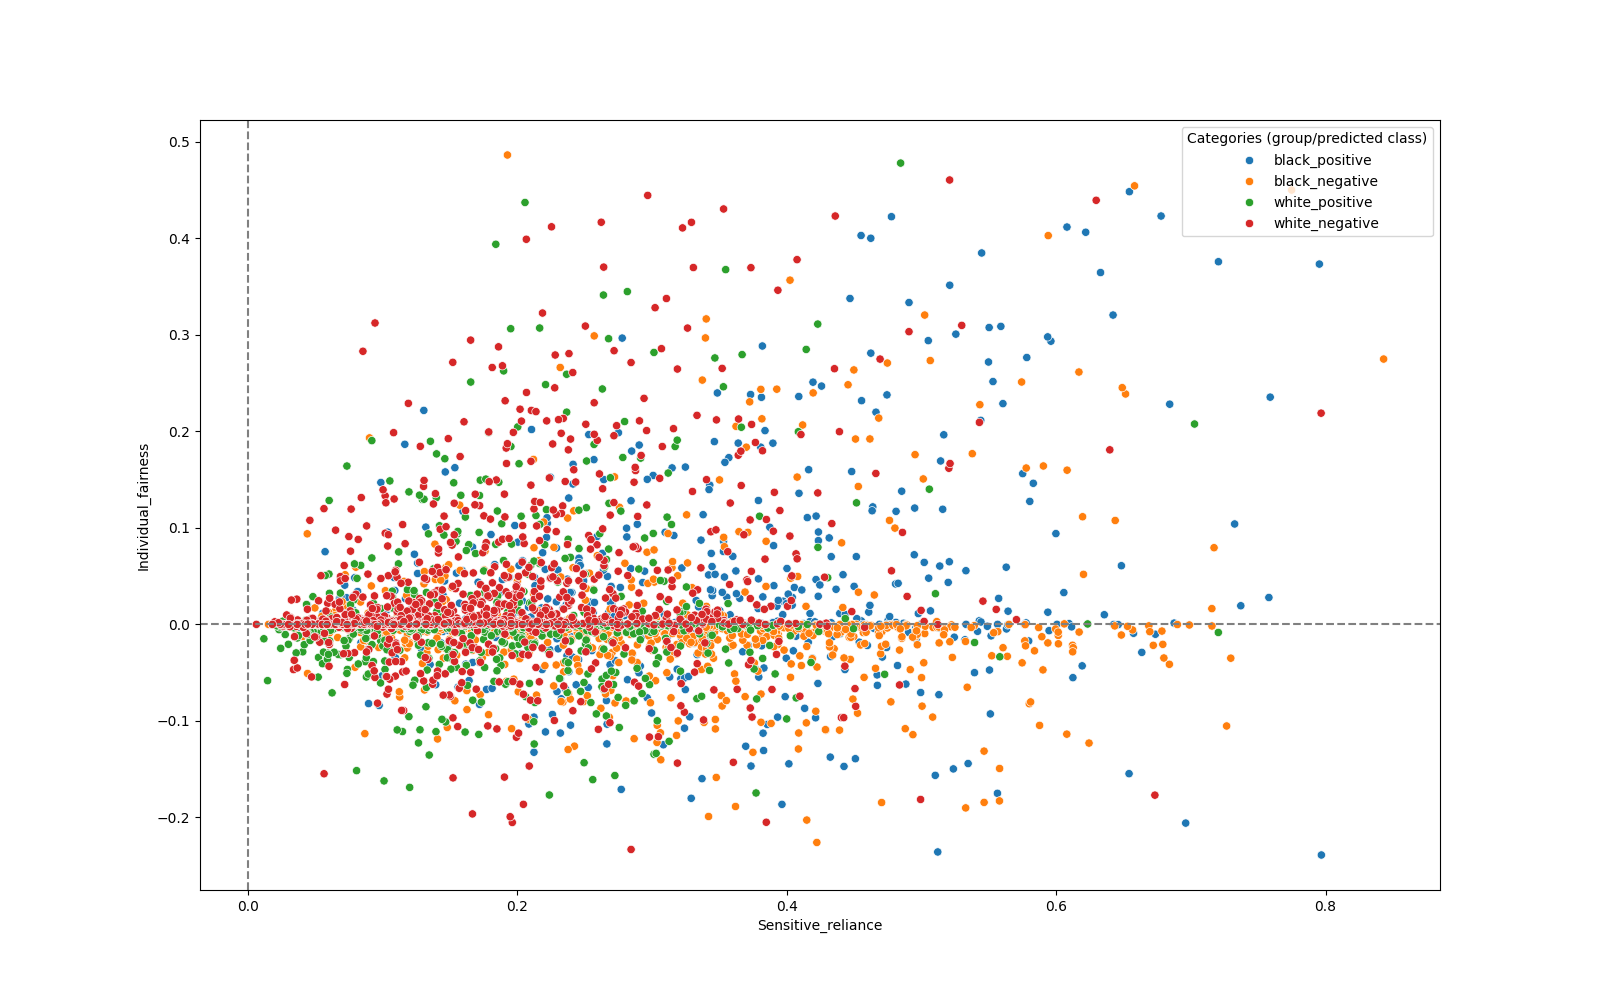 Categories (group/predicted class)
black_positive
black_negative
white_positive
white_negative
Individual_fairness
0.5
0.4
0.3
0.2
0.1
0.0
−0.1
−0.2
0.0 0.2 0.4 0.6 0.8
Sensitive_reliance